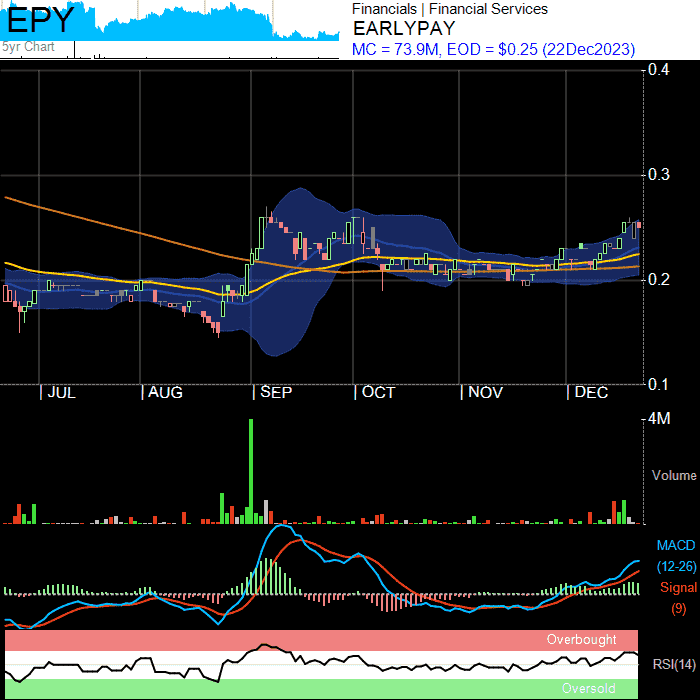 EPY
5yr Chart
Financials | Financial Services
EARLYPAY
MC = 73.9M, EOD = $0.25 (22Dec2023)
0.4
0.3
0.2
0.1
JUL
AUG
SEP
OCT
NOV
DEC
4M
Volume
MACD
(12-26)
Signal
(9)
Overbought
RSI(14)
Oversold